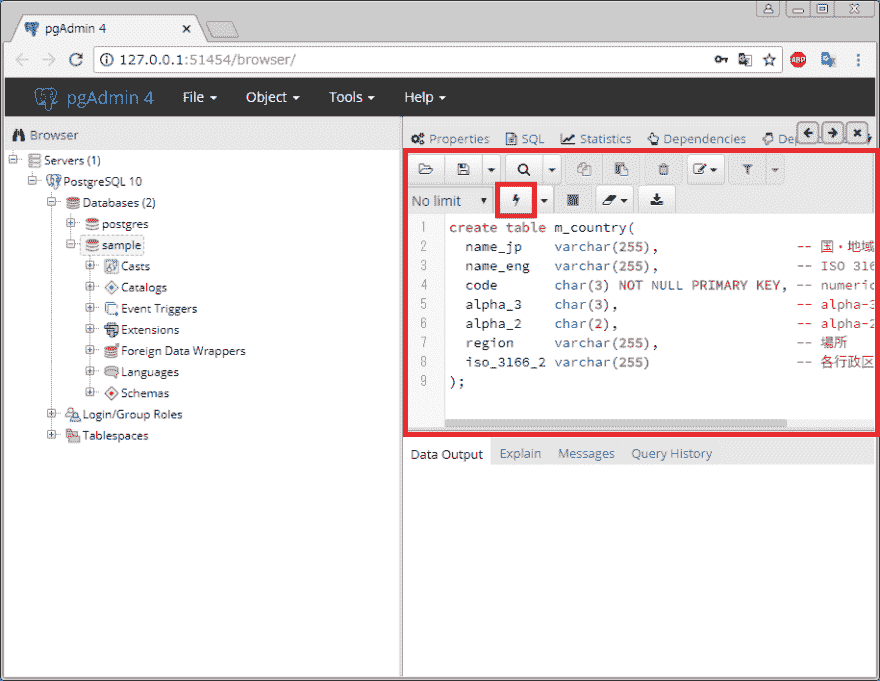 pgAdmin 4
127.0.0.1:51454/browser/
ABP
pgAdmin 4 File Object Tools Help
Browser
Properties SQL Statistics Dependencies De
Servers (1)
PostgreSQL 10
Databases (2)
postgres
sample
Casts
Catalogs
Event Triggers
Extensions
Foreign Data Wrappers
Languages
Schemas
Login/Group Roles
Tablespaces
No limit
1 create table m_country(
2 name_jp varchar(255), -- 国・地域
3 name_eng varchar(255), -- ISO 316
4 code char(3) NOT NULL PRIMARY KEY, -- numeric
5 alpha_3 char(3), -- alpha-3
6 alpha_2 char(2), -- alpha-2
7 region varchar(255), -- 場所
8 iso_3166_2 varchar(255) -- 各行政区
9 );
Data Output Explain Messages Query History